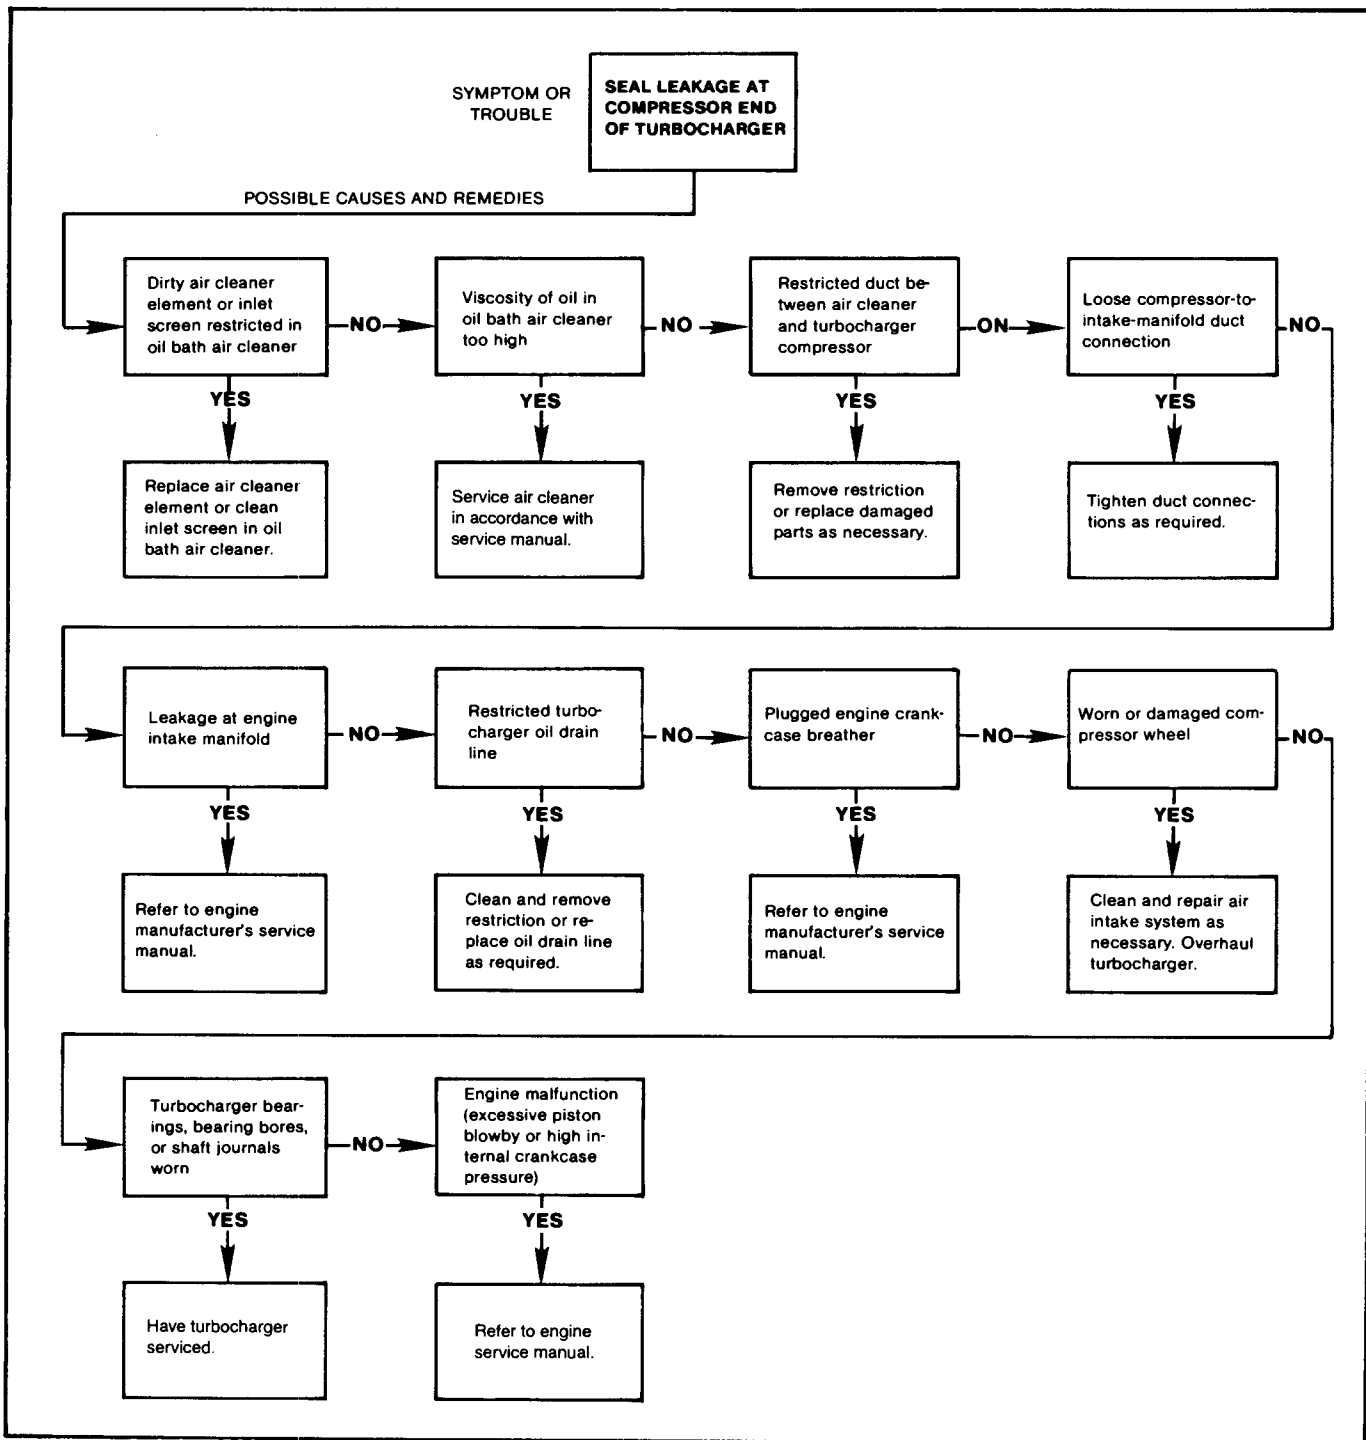 SYMPTOM OR
TROUBLE
SEAL LEAKAGE AT
COMPRESSOR END
OF TURBOCHARGER
POSSIBLE CAUSES AND REMEDIES
Dirty air cleaner
element or inlet
screen restricted in
oil bath air cleaner
NO
Viscosity of oil in
oil bath air cleaner
too high
NO
Restricted duct be-
tween air cleaner
and turbocharger
compressor
ON
Loose compressor-to-
intake-manifold duct
connection
NO
YES
YES
YES
YES
Replace air cleaner
element or clean
inlet screen in oil
bath air cleaner.
Service air cleaner
in accordance with
service manual.
Remove restriction
or replace damaged
parts as necessary.
Tighten duct connec-
tions as required.
Leakage at engine
intake manifold
NO
Restricted turbo-
charger oil drain
line
NO
Plugged engine crank-
case breather
NO
Worn or damaged com-
pressor wheel
NO
YES
YES
YES
YES
Refer to engine
manufacturer's service
manual.
Clean and remove
restriction or re-
place oil drain line
as required.
Refer to engine
manufacturer's service
manual.
Clean and repair air
intake system as
necessary. Overhaul
turbocharger.
Turbocharger bear-
ings, bearing bores,
or shaft journals
worn
NO
Engine malfunction
(excessive piston
blowby or high in-
ternal crankcase
pressure)
YES
YES
Have turbocharger
serviced.
Refer to engine
service manual.